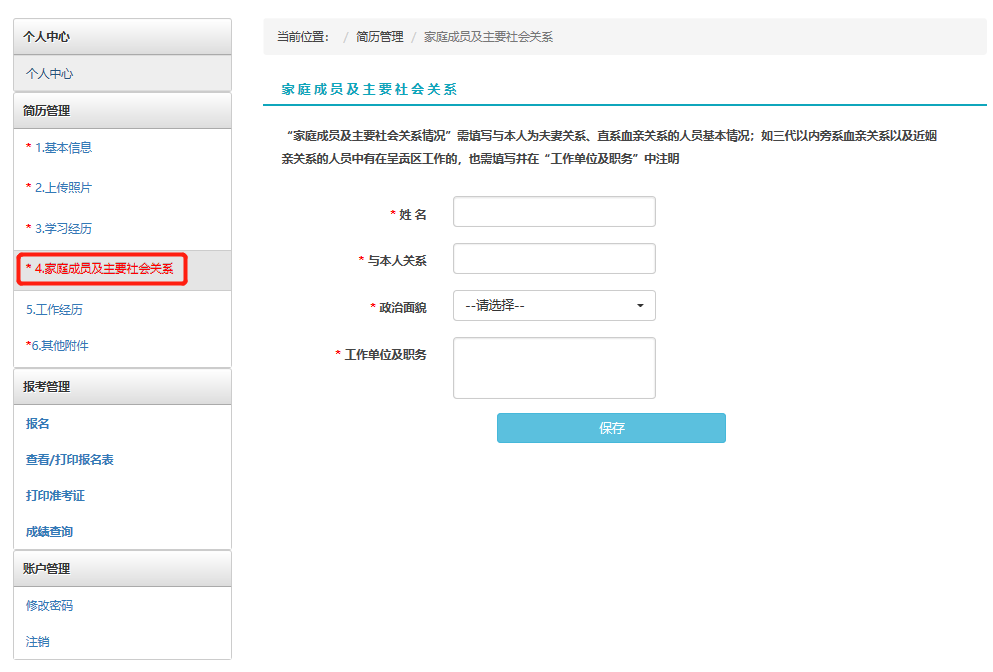 个人中心
个人中心
简历管理
* 1.基本信息
* 2.上传照片
* 3.学习经历
* 4.家庭成员及主要社会关系
5.工作经历
*6.其他附件
报考管理
报名
查看/打印报名表
打印准考证
成绩查询
账户管理
修改密码
注销
当前位置： / 简历管理 / 家庭成员及主要社会关系
家庭成员及主要社会关系
“家庭成员及主要社会关系情况”需填写与本人为夫妻关系、直系血亲关系的人员基本情况；如三代以内旁系血亲关系以及近姻
亲关系的人员中有在呈贡区工作的，也需填写并在“工作单位及职务”中注明
* 姓 名
* 与本人关系
* 政治面貌
--请选择--
* 工作单位及职务
保存